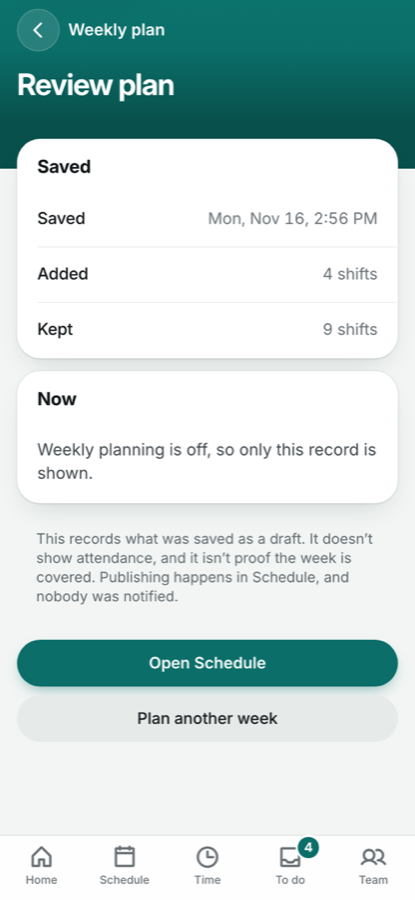 Weekly plan
Review plan
Saved
Saved Mon, Nov 16, 2:56 PM
Added 4 shifts
Kept 9 shifts
Now
Weekly planning is off, so only this record is
shown.
This records what was saved as a draft. It doesn’t
show attendance, and it isn’t proof the week is
covered. Publishing happens in Schedule, and
nobody was notified.
Open Schedule
Plan another week
4
Home Schedule Time To do Team